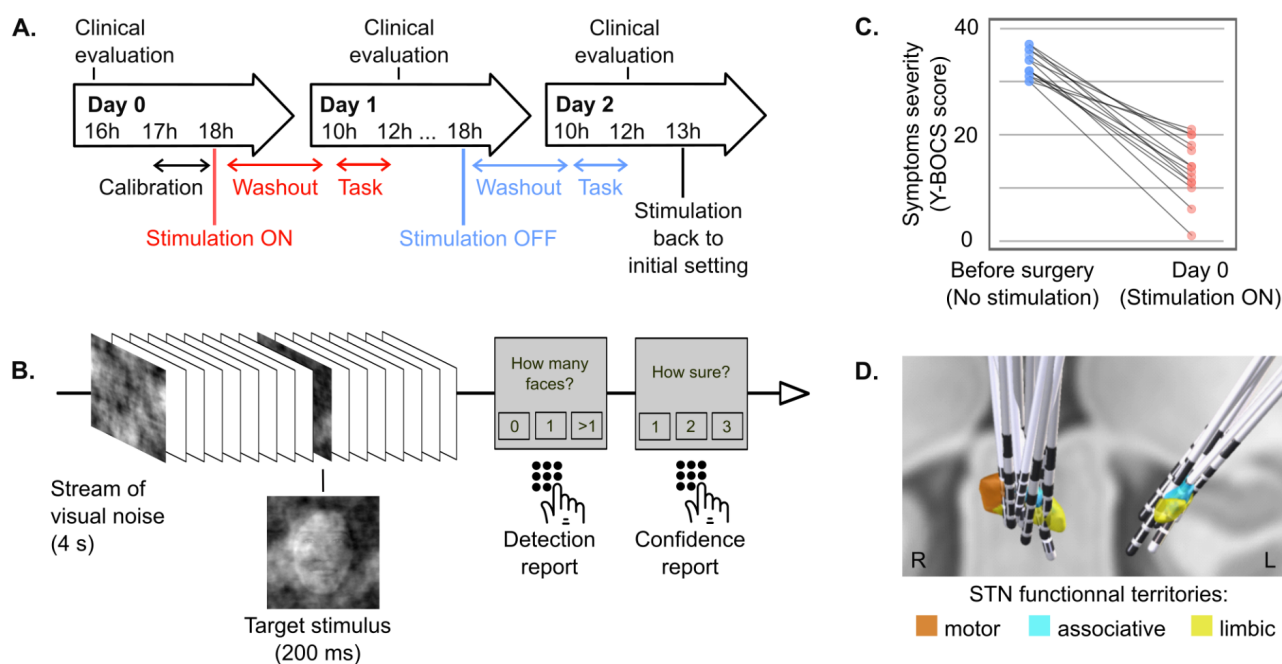 A.
Clinical
evaluation
Clinical
evaluation
Clinical
evaluation
Day 0
16h 17h 18h
Day 1
10h 12h ... 18h
Day 2
10h 12h 13h
Calibration
Washout
Task
Washout
Task
Stimulation ON
Stimulation OFF
Stimulation
back to
initial setting
B.
Stream of
visual noise
(4 s)
Target stimulus
(200 ms)
How many
faces?
0 1 >1
Detection
report
How sure?
1 2 3
Confidence
report
C.
Symptoms severity
(Y-BOCS score)
40
20
0
Before surgery
(No stimulation)
Day 0
(Stimulation ON)
D.
R
L
STN functionnal territories:
motor associative limbic